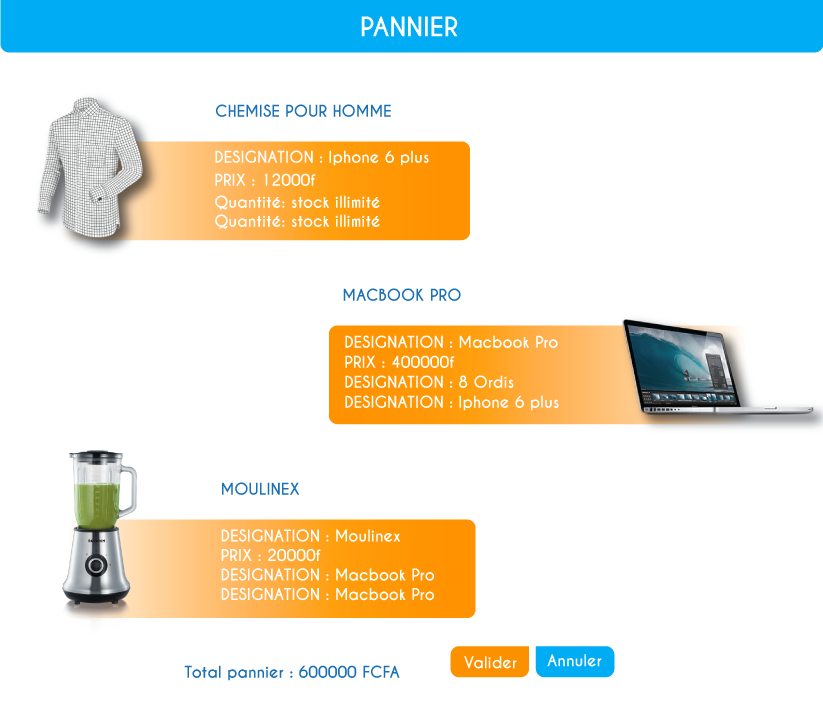 PANNIER
CHEMISE POUR HOMME
DESIGNATION : Iphone 6 plus
PRIX : 12000f
Quantité: stock illimité
Quantité: stock illimité
MACBOOK PRO
DESIGNATION : Macbook Pro
PRIX : 400000f
DESIGNATION : 8 Ordis
DESIGNATION : Iphone 6 plus
MOULINEX
DESIGNATION : Moulinex
PRIX : 20000f
DESIGNATION : Macbook Pro
DESIGNATION : Macbook Pro
Total pannier : 600000 FCFA
Valider
Annuler